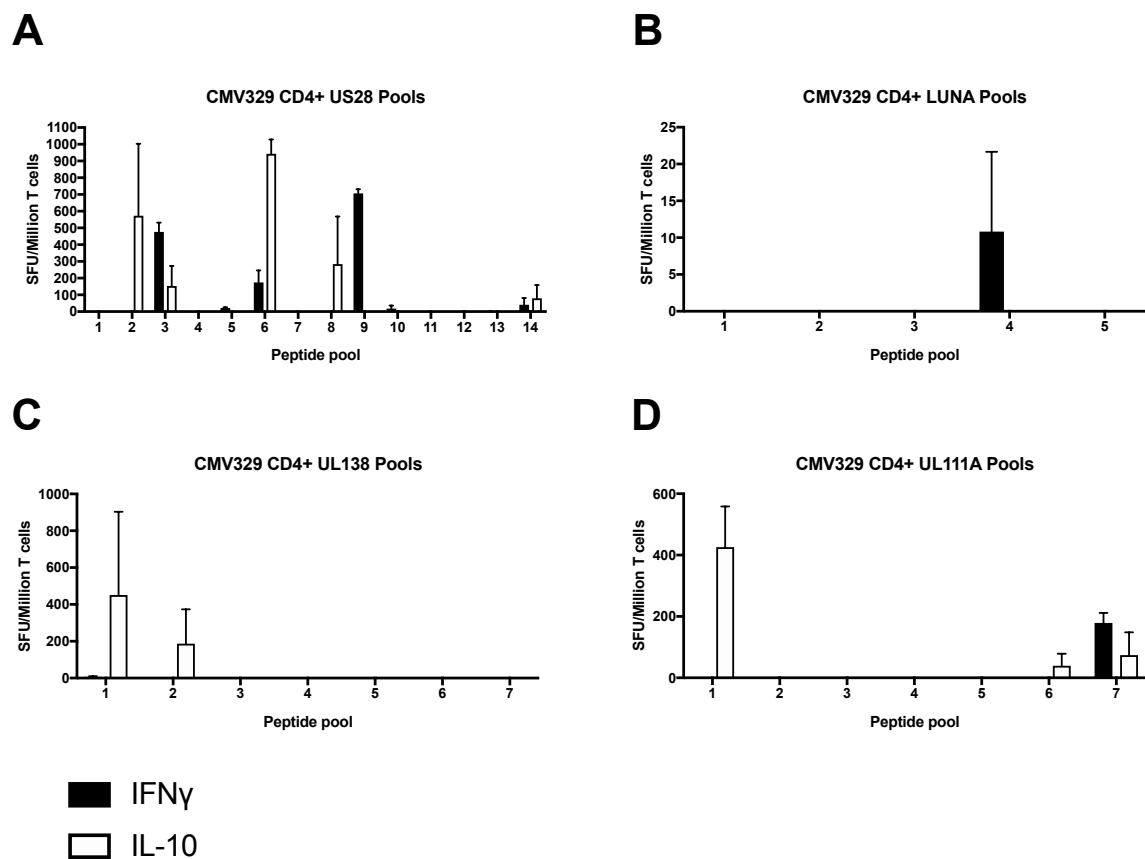 A
CMV329 CD4+ US28 Pools
SFU/Million T cells
1100
1000
900
800
700
600
500
400
300
200
100
0
1 2 3 4 5 6 7 8 9 10 11 12 13 14
Peptide pool
B
CMV329 CD4+ LUNA Pools
SFU/Million T cells
25
20
15
10
5
0
1 2 3 4 5
Peptide pool
C
CMV329 CD4+ UL138 Pools
SFU/Million T cells
1000
800
600
400
200
0
1 2 3 4 5 6 7
Peptide pool
D
CMV329 CD4+ UL111A Pools
SFU/Million T cells
600
400
200
0
1 2 3 4 5 6 7
Peptide pool
IFNγ
IL-10